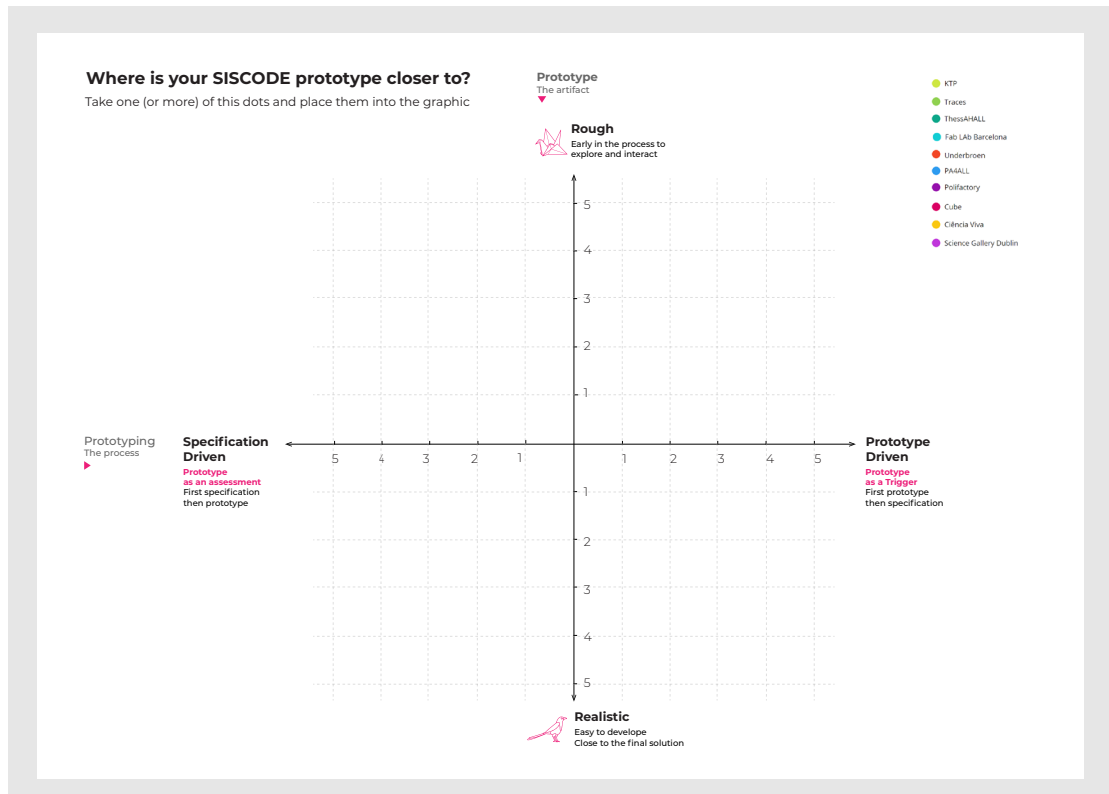 Where is your SISCODE prototype closer to?
Take one (or more) of this dots and place them into the graphic
Prototype
The artifact
Rough
Early in the process to
explore and interact
KTP
Traces
ThessAHALL
Fab LAb Barcelona
Underbroen
PA4ALL
Polifactory
Cube
Ciência Viva
Science Gallery Dublin
5
4
3
2
1
Prototyping
The process
Specification
Driven
Prototype
as an assessment
First specification
then prototype
5 4 3 2 1 1 2 3 4 5
Prototype
Driven
Prototype
as a Trigger
First prototype
then specification
1
2
3
4
5
Realistic
Easy to develope
Close to the final solution